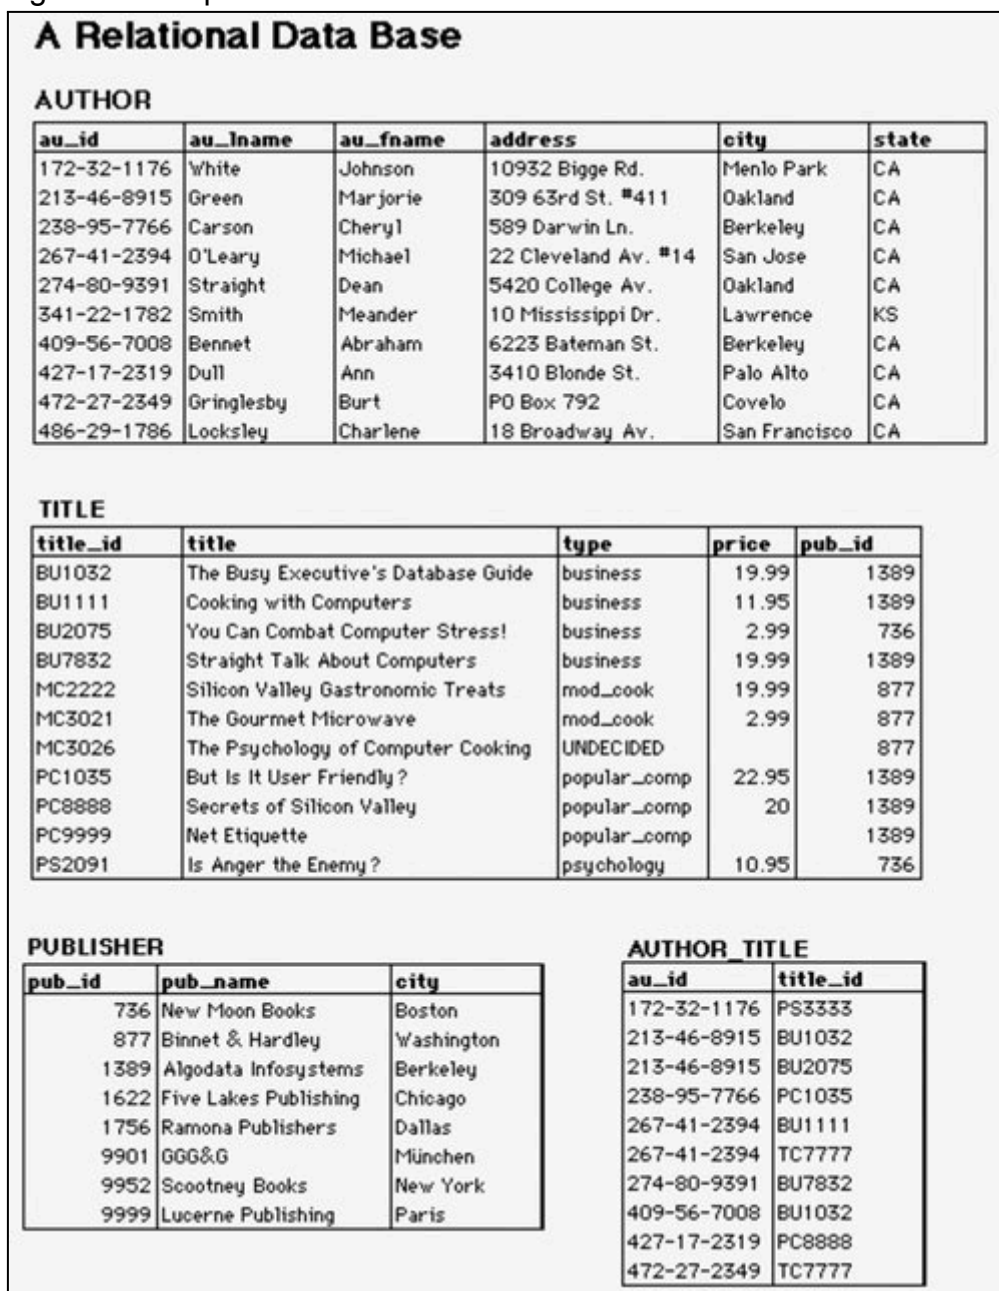 A Relational Data Base
AUTHOR
au_id au_lname au_fname address city state
172-32-1176 White Johnson 10932 Bigge Rd. Menlo Park CA
213-46-8915 Green Marjorie 309 63rd St. #411 Oakland CA
238-95-7766 Carson Cheryl 589 Darwin Ln. Berkeley CA
267-41-2394 O'Leary Michael 22 Cleveland Av. #14 San Jose CA
274-80-9391 Straight Dean 5420 College Av. Oakland CA
341-22-1782 Smith Meander 10 Mississippi Dr. Lawrence KS
409-56-7008 Bennet Abraham 6223 Bateman St. Berkeley CA
427-17-2319 Dull Ann 3410 Blonde St. Palo Alto CA
472-27-2349 Gringlesby Burt PO Box 792 Covelo CA
486-29-1786 Locksley Charlene 18 Broadway Av. San Francisco CA
TITLE
title_id title type price pub_id
BU1032 The Busy Executive's Database Guide business 19.99 1389
BU1111 Cooking with Computers business 11.95 1389
BU2075 You Can Combat Computer Stress! business 2.99 736
BU7832 Straight Talk About Computers business 19.99 1389
MC2222 Silicon Valley Gastronomic Treats mod_cook 19.99 877
MC3021 The Gourmet Microwave mod_cook 2.99 877
MC3026 The Psychology of Computer Cooking UNDECIDED 877
PC1035 But Is It User Friendly? popular_comp 22.95 1389
PC8888 Secrets of Silicon Valley popular_comp 20 1389
PC9999 Net Etiquette popular_comp 1389
PS2091 Is Anger the Enemy? psychology 10.95 736
PUBLISHER
pub_id pub_name city
736 New Moon Books Boston
877 Binnet & Hardley Washington
1389 Algodata Infosystems Berkeley
1622 Five Lakes Publishing Chicago
1756 Ramona Publishers Dallas
9901 GGG&G München
9952 Scootney Books New York
9999 Lucerne Publishing Paris
AUTHOR_TITLE
au_id title_id
172-32-1176 PS3333
213-46-8915 BU1032
213-46-8915 BU2075
238-95-7766 PC1035
267-41-2394 BU1111
267-41-2394 TC7777
274-80-9391 BU7832
409-56-7008 BU1032
427-17-2319 PC8888
472-27-2349 TC7777